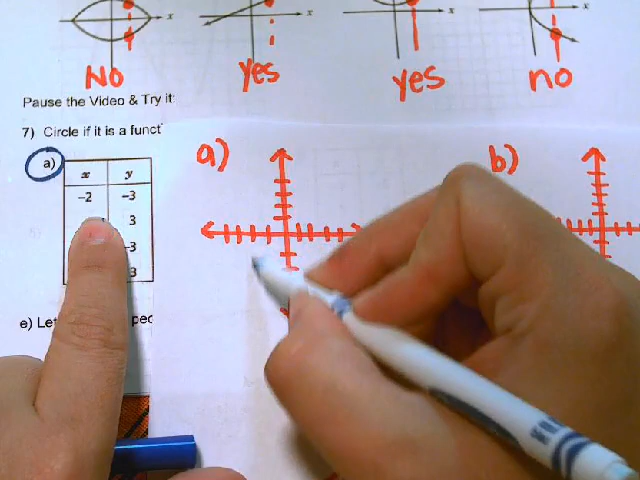 x x x x
NO yes yes no
Pause the Video & Try it
7) Circle if it is a funct
a) b)
a)
x y
-2 -3
3
-3
3
e) Let